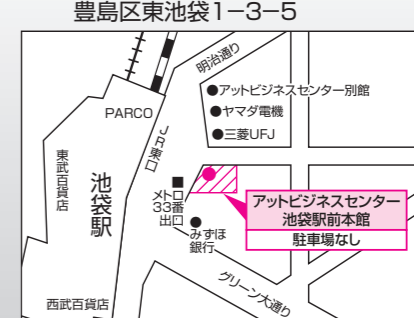 豊島区東池袋1−3−5
明治通り
●アットビジネスセンター別館
●ヤマダ電機
●三菱UFJ
PARCO
JR東口
東武百貨店
池袋駅
メトロ
33番
出口
みずほ
銀行
アットビジネスセンター
池袋駅前本館
駐車場なし
グリーン大通り
西武百貨店